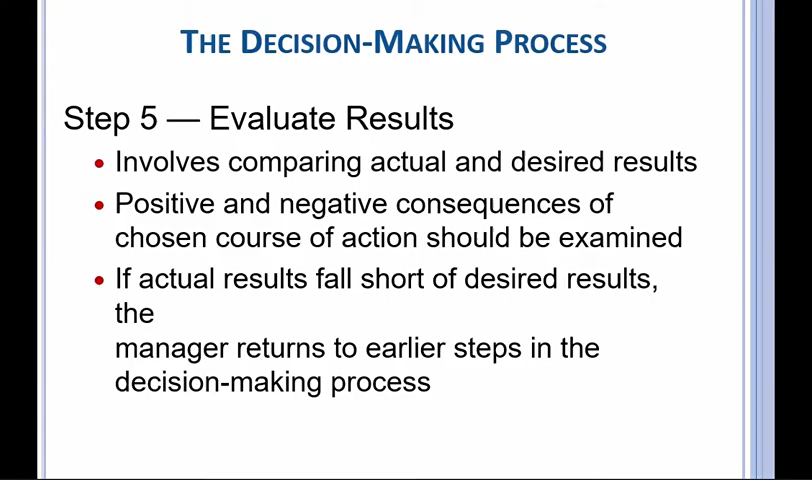 THE DECISION-MAKING PROCESS
Step 5 — Evaluate Results
• Involves comparing actual and desired results
• Positive and negative consequences of
chosen course of action should be examined
• If actual results fall short of desired results,
the
manager returns to earlier steps in the
decision-making process